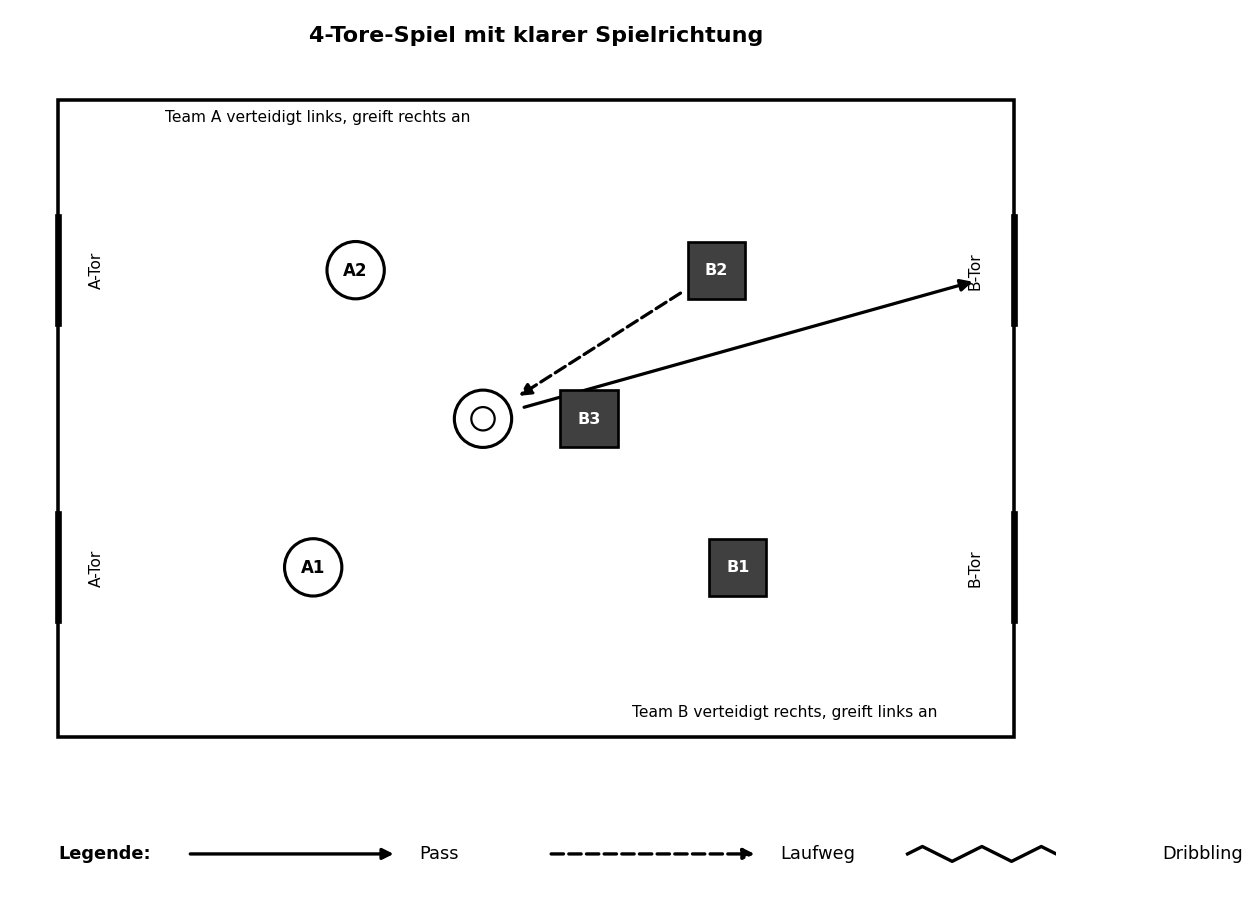 4-Tore-Spiel mit klarer Spielrichtung
Team A verteidigt links, greift rechts an
A-Tor
A2
B2
B-Tor
B3
A-Tor
A1
B1
B-Tor
Team B verteidigt rechts, greift links an
Legende:
Pass
Laufweg
Dribbling